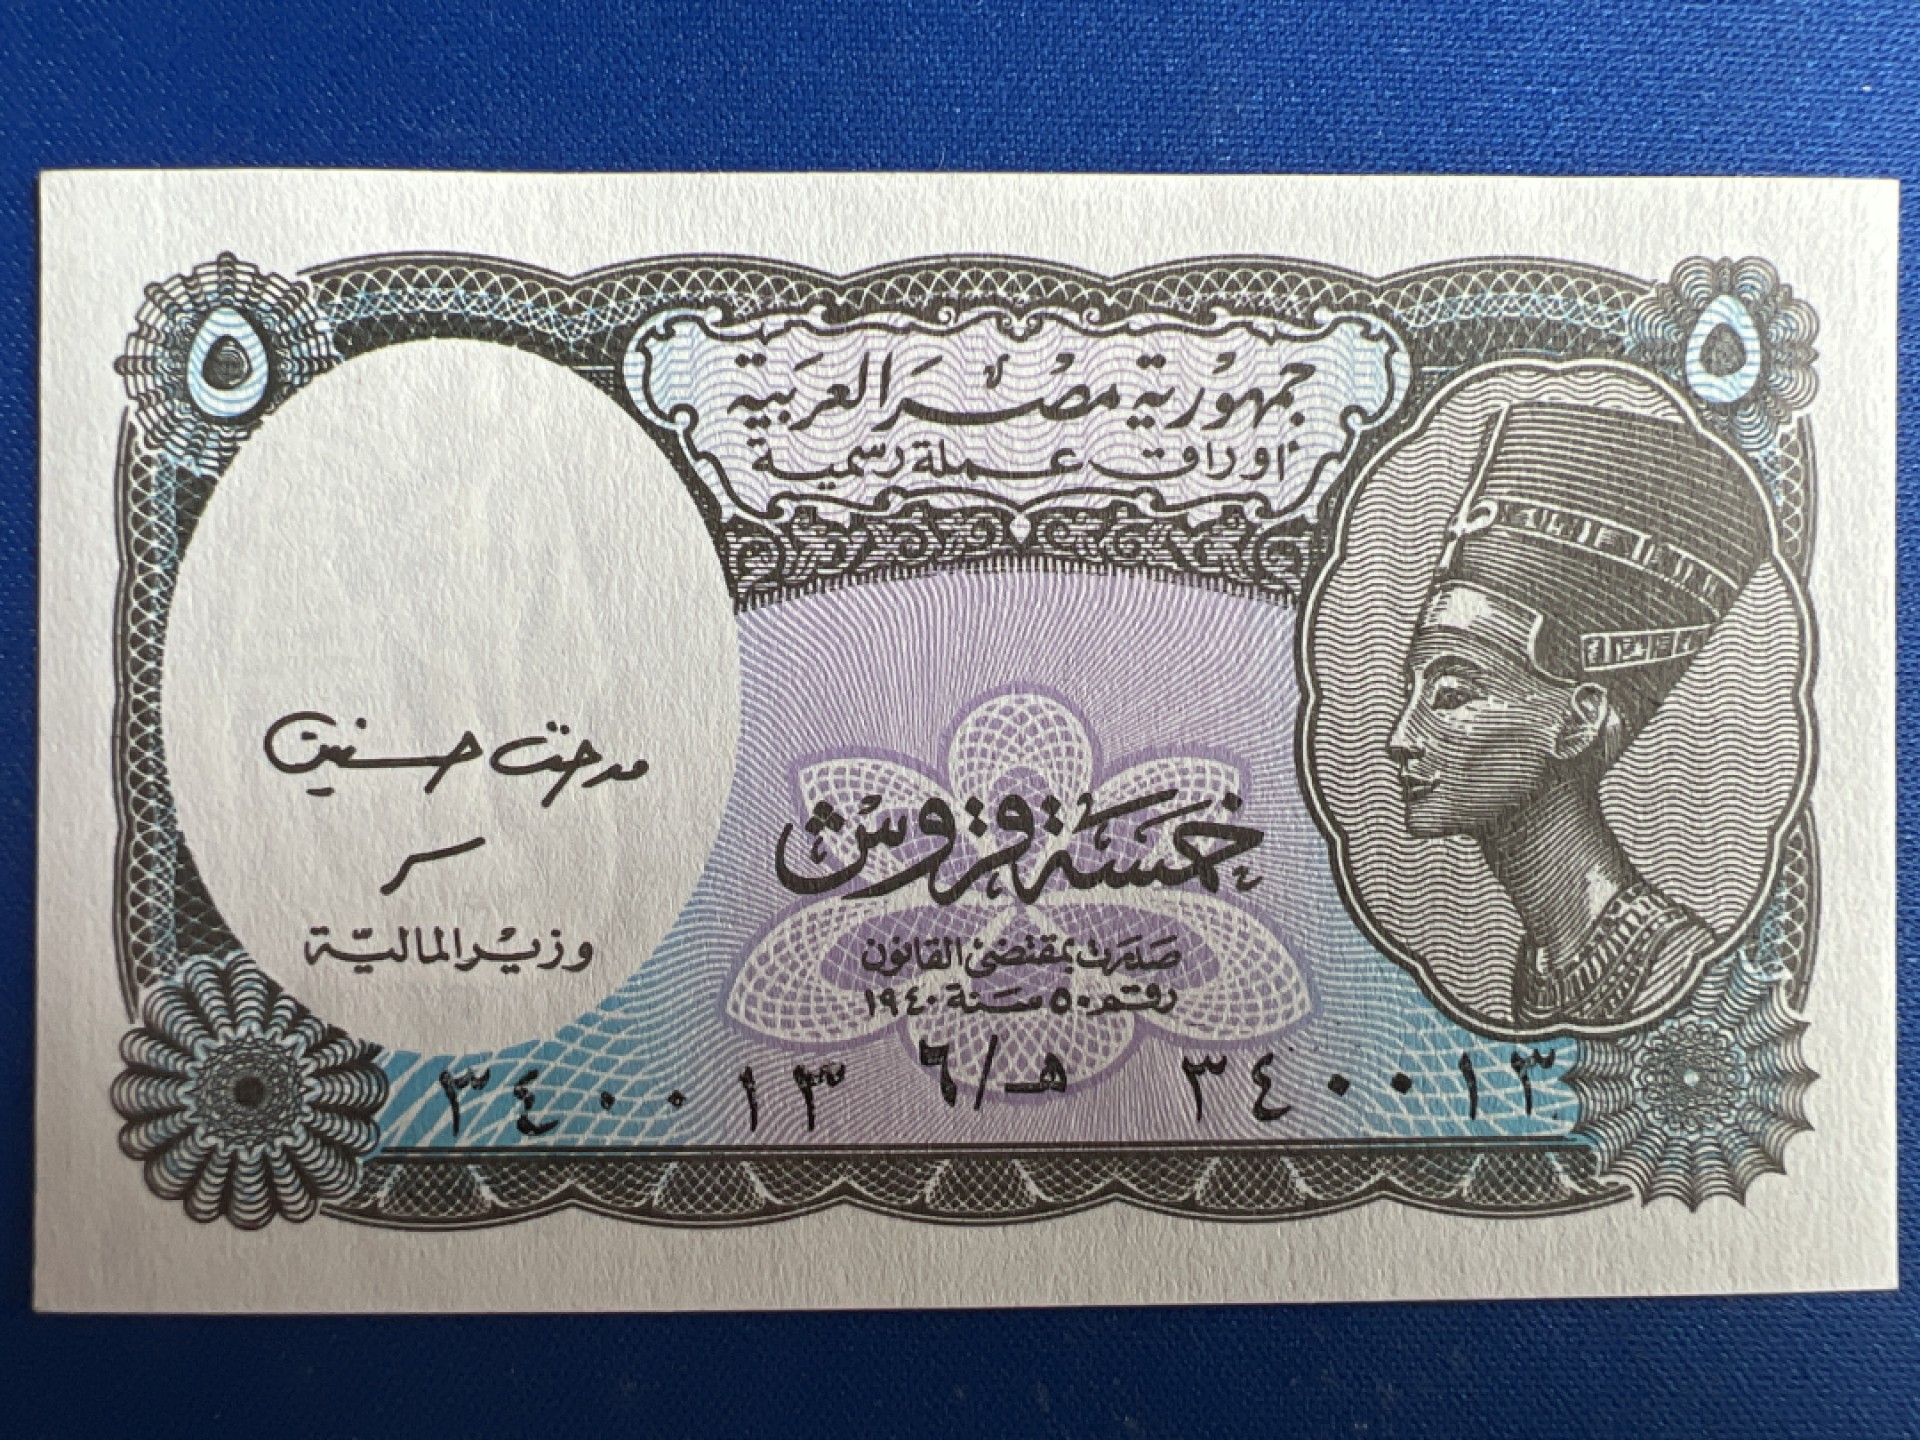 ٥ ٥
جمهورية مصر العربية
أوراق عملة رسمية
خمسة قروش
مدحت حسنين
وزير المالية
صدرت بمقتضى القانون
رقم ٥٠ سنة ١٩٤٠
٣٤٠٠١٣ ٦/هـ ٣٤٠٠١٣